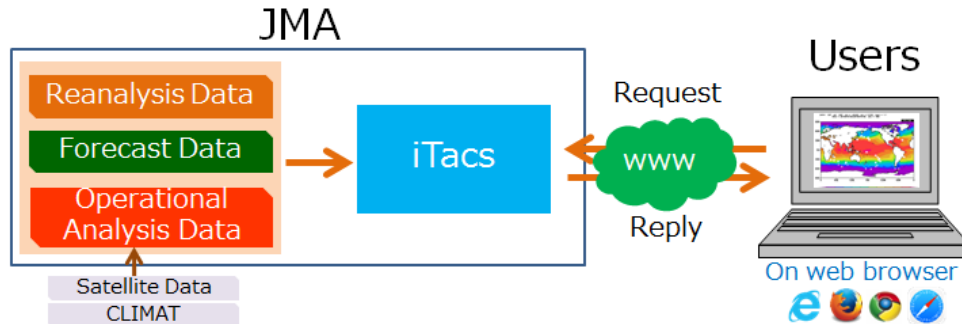 JMA
Reanalysis Data
Forecast Data
Operational
Analysis Data
Satellite Data
CLIMAT
iTacs
Request
www
Reply
Users
On web browser